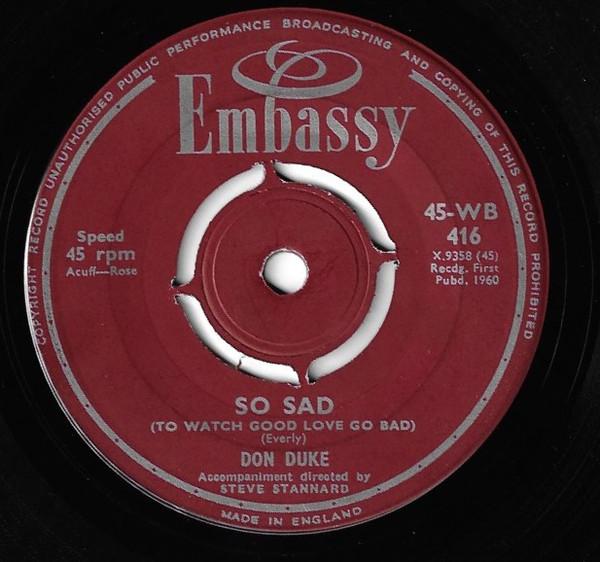 COPYRIGHT RECORD UNAUTHORISED PUBLIC PERFORMANCE BROADCASTING AND COPYING OF THIS RECORD PROHIBITED
Embassy
Speed
45 rpm
Acuff—Rose
45-WB
416
X.9358 (45)
Recdg. First
Pubd. 1960
SO SAD
(TO WATCH GOOD LOVE GO BAD)
(Everly)
DON DUKE
Accompaniment directed by
STEVE STANNARD
MADE IN ENGLAND